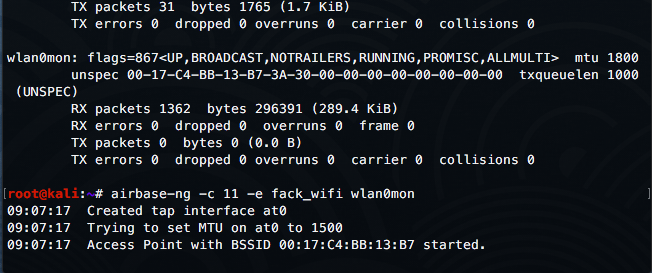 TX packets 31  bytes 1765 (1.7 KiB)
TX errors 0  dropped 0 overruns 0  carrier 0  collisions 0
wlan0mon: flags=867<UP,BROADCAST,NOTRAILERS,RUNNING,PROMISC,ALLMULTI>  mtu 1800
unspec 00-17-C4-BB-13-B7-3A-30-00-00-00-00-00-00-00-00  txqueuelen 1000
(UNSPEC)
RX packets 1362  bytes 296391 (289.4 KiB)
RX errors 0  dropped 0  overruns 0  frame 0
TX packets 0  bytes 0 (0.0 B)
TX errors 0  dropped 0 overruns 0  carrier 0  collisions 0
[root@kali:~# airbase-ng -c 11 -e fack_wifi wlan0mon ]
09:07:17  Created tap interface at0
09:07:17  Trying to set MTU on at0 to 1500
09:07:17  Access Point with BSSID 00:17:C4:BB:13:B7 started.